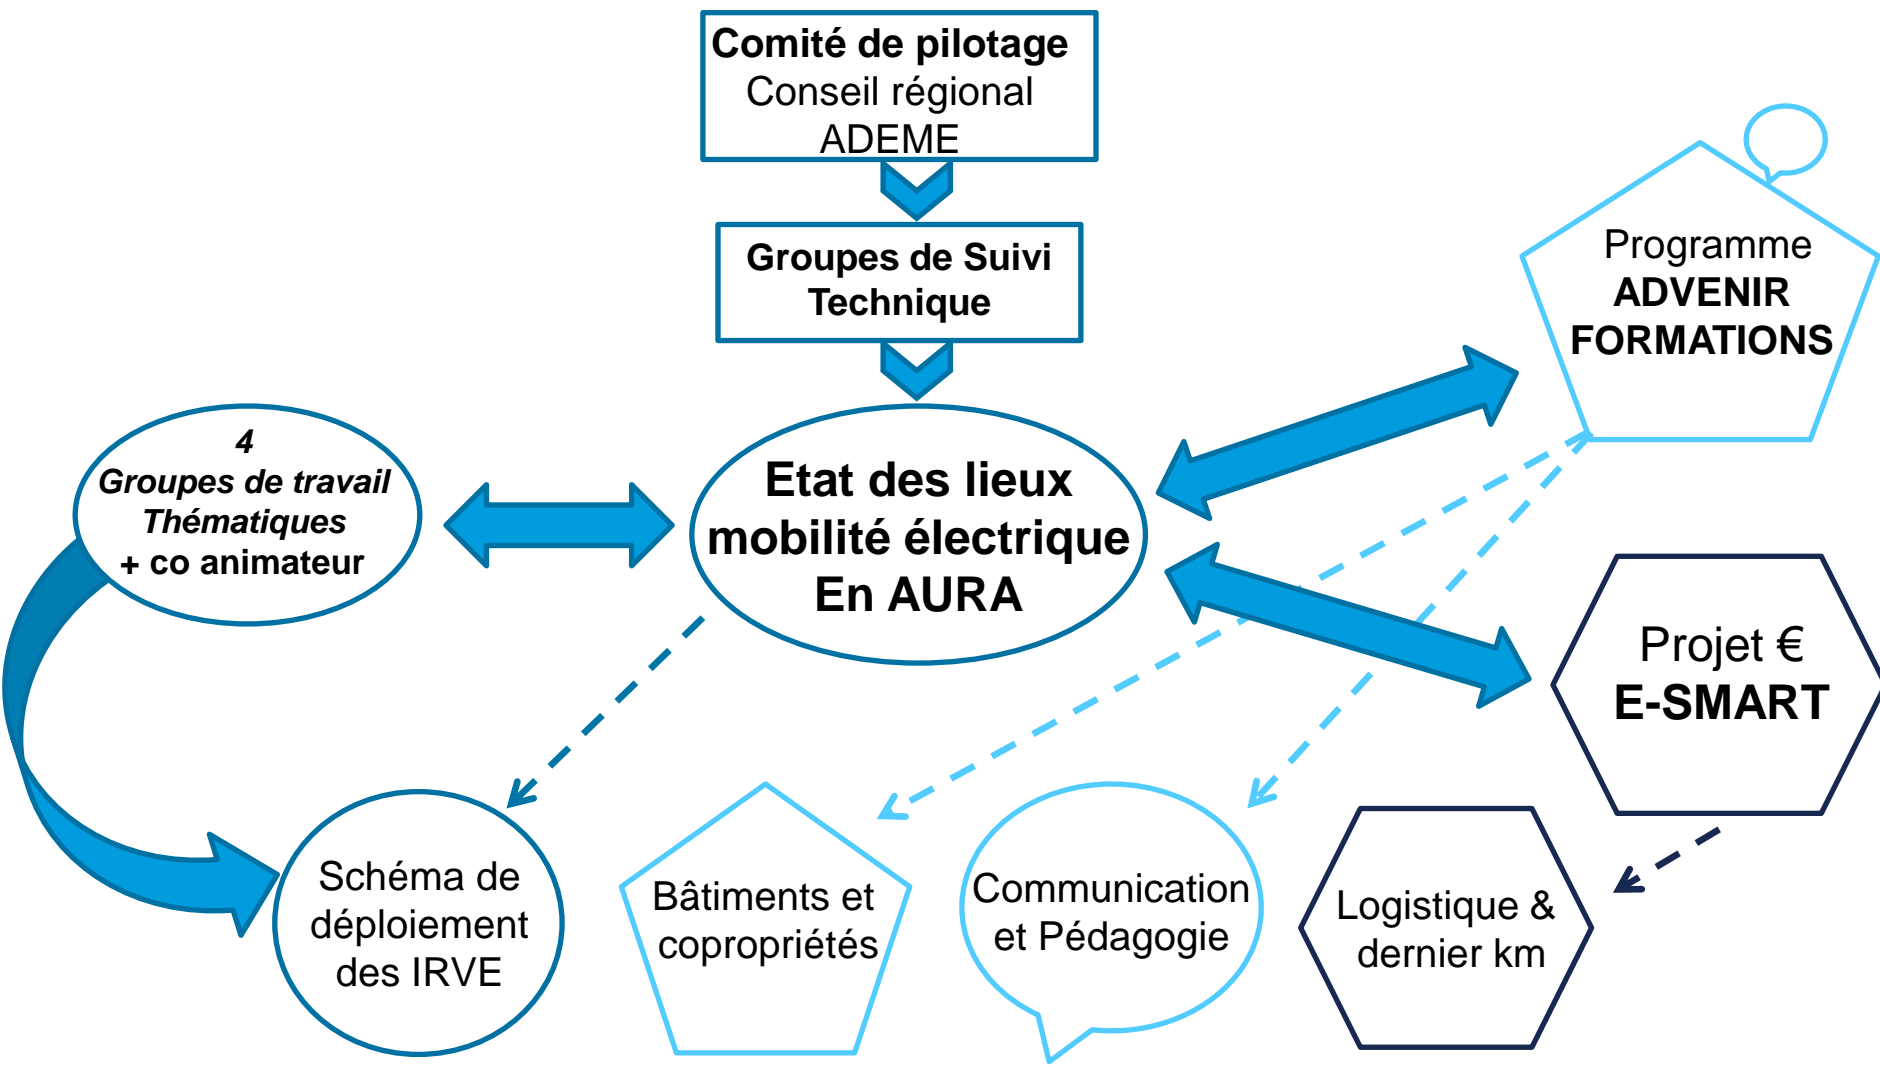 Comité de pilotage
Conseil régional
ADEME
Groupes de Suivi
Technique
Programme
ADVENIR
FORMATIONS
4
Groupes de travail
Thématiques
+ co animateur
Etat des lieux
mobilité électrique
En AURA
Projet €
E-SMART
Schéma de
déploiement
des IRVE
Bâtiments et
copropriétés
Communication
et Pédagogie
Logistique &
dernier km